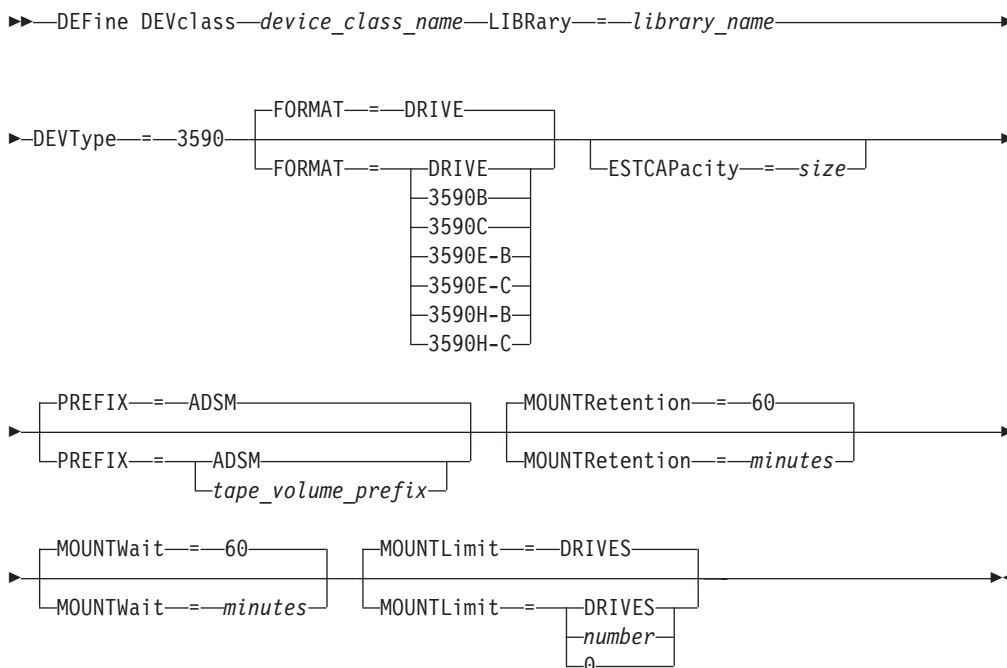 DEFine DEVclass device_class_name LIBRary = library_name
DEVType = 3590
FORMAT = DRIVE
FORMAT = DRIVE
3590B
3590C
3590E-B
3590E-C
3590H-B
3590H-C
ESTCAPacity = size
PREFIX = ADSM
PREFIX = ADSM
tape_volume_prefix
MOUNTRetention = 60
MOUNTRetention = minutes
MOUNTWait = 60
MOUNTWait = minutes
MOUNTLimit = DRIVES
MOUNTLimit = DRIVES
number
0